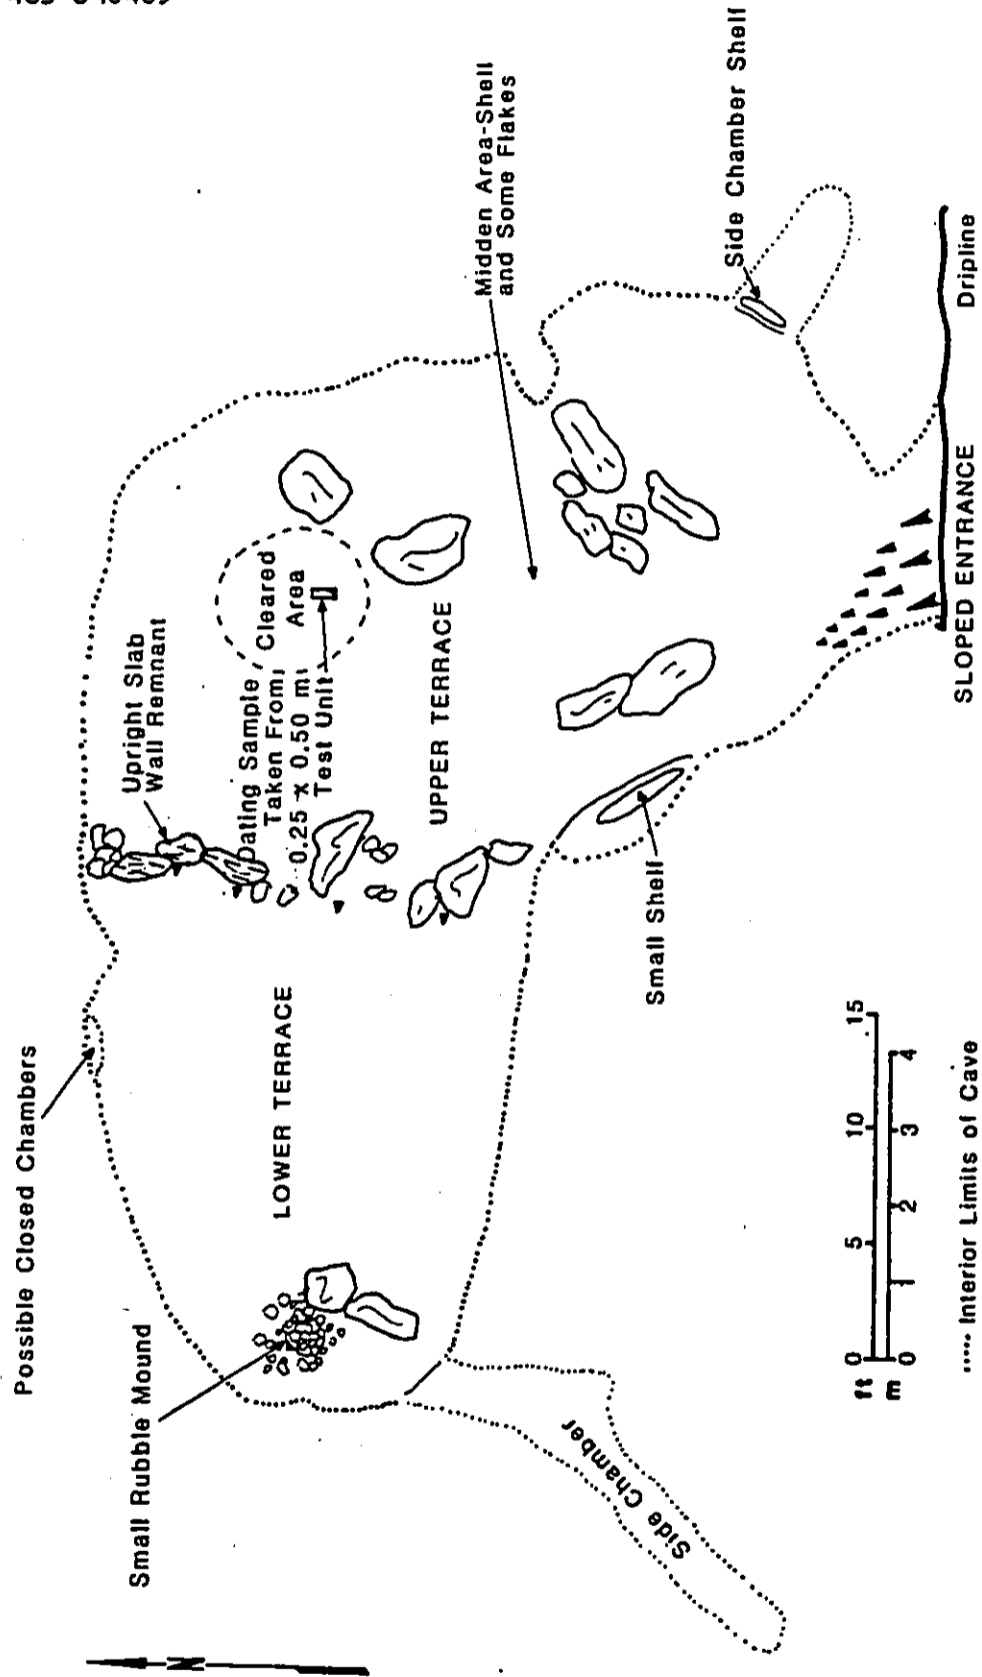 Possible Closed Chambers
Small Rubble Mound
Upright Slab
Wall Remnant
Dating Sample
Taken From
0.25 x 0.50 m
Test Unit
Cleared
Area
Midden Area-Shell
and Some Flakes
LOWER TERRACE
UPPER TERRACE
Side Chamber Shelf
Small Shelf
Side Chamber
N
SLOPED ENTRANCE
Dripline
ft
0
5
10
15
m
0
1
2
3
4
Interior Limits of Cave